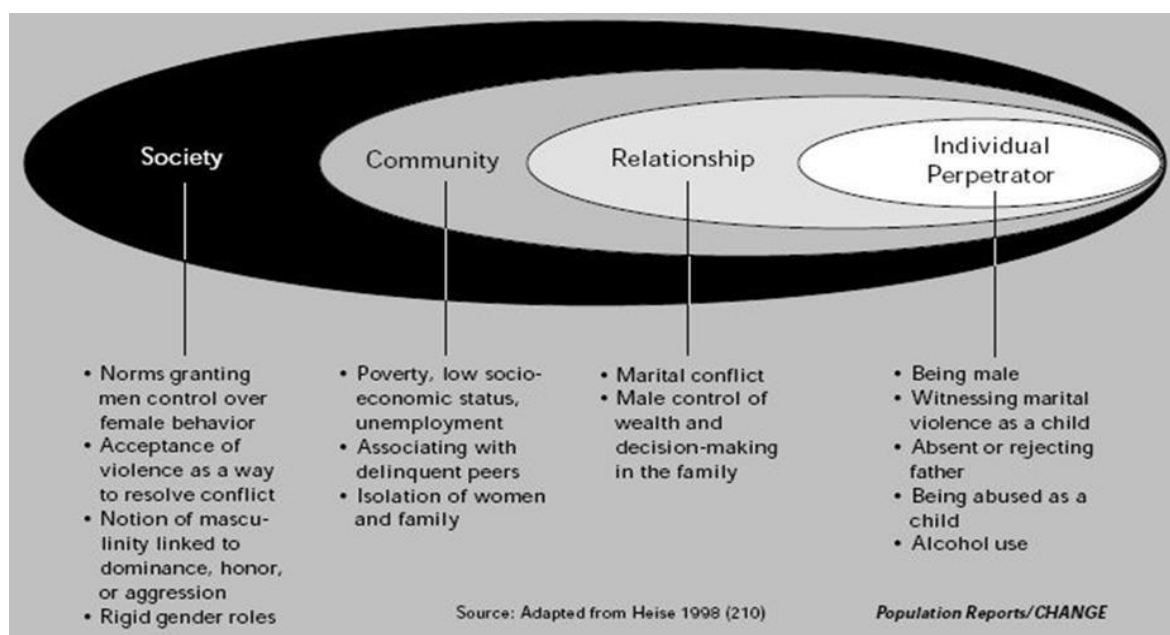 Society
Community
Relationship
Individual
Perpetrator
• Norms granting
men control over
female behavior
• Acceptance of
violence as a way
to resolve conflict
• Notion of mascu-
linity linked to
dominance, honor,
or aggression
• Rigid gender roles
• Poverty, low socio-
economic status,
unemployment
• Associating with
delinquent peers
• Isolation of women
and family
• Marital conflict
• Male control of
wealth and
decision-making
in the family
• Being male
• Witnessing marital
violence as a child
• Absent or rejecting
father
• Being abused as a
child
• Alcohol use
Source: Adapted from Heise 1998 (210)
Population Reports/CHANGE